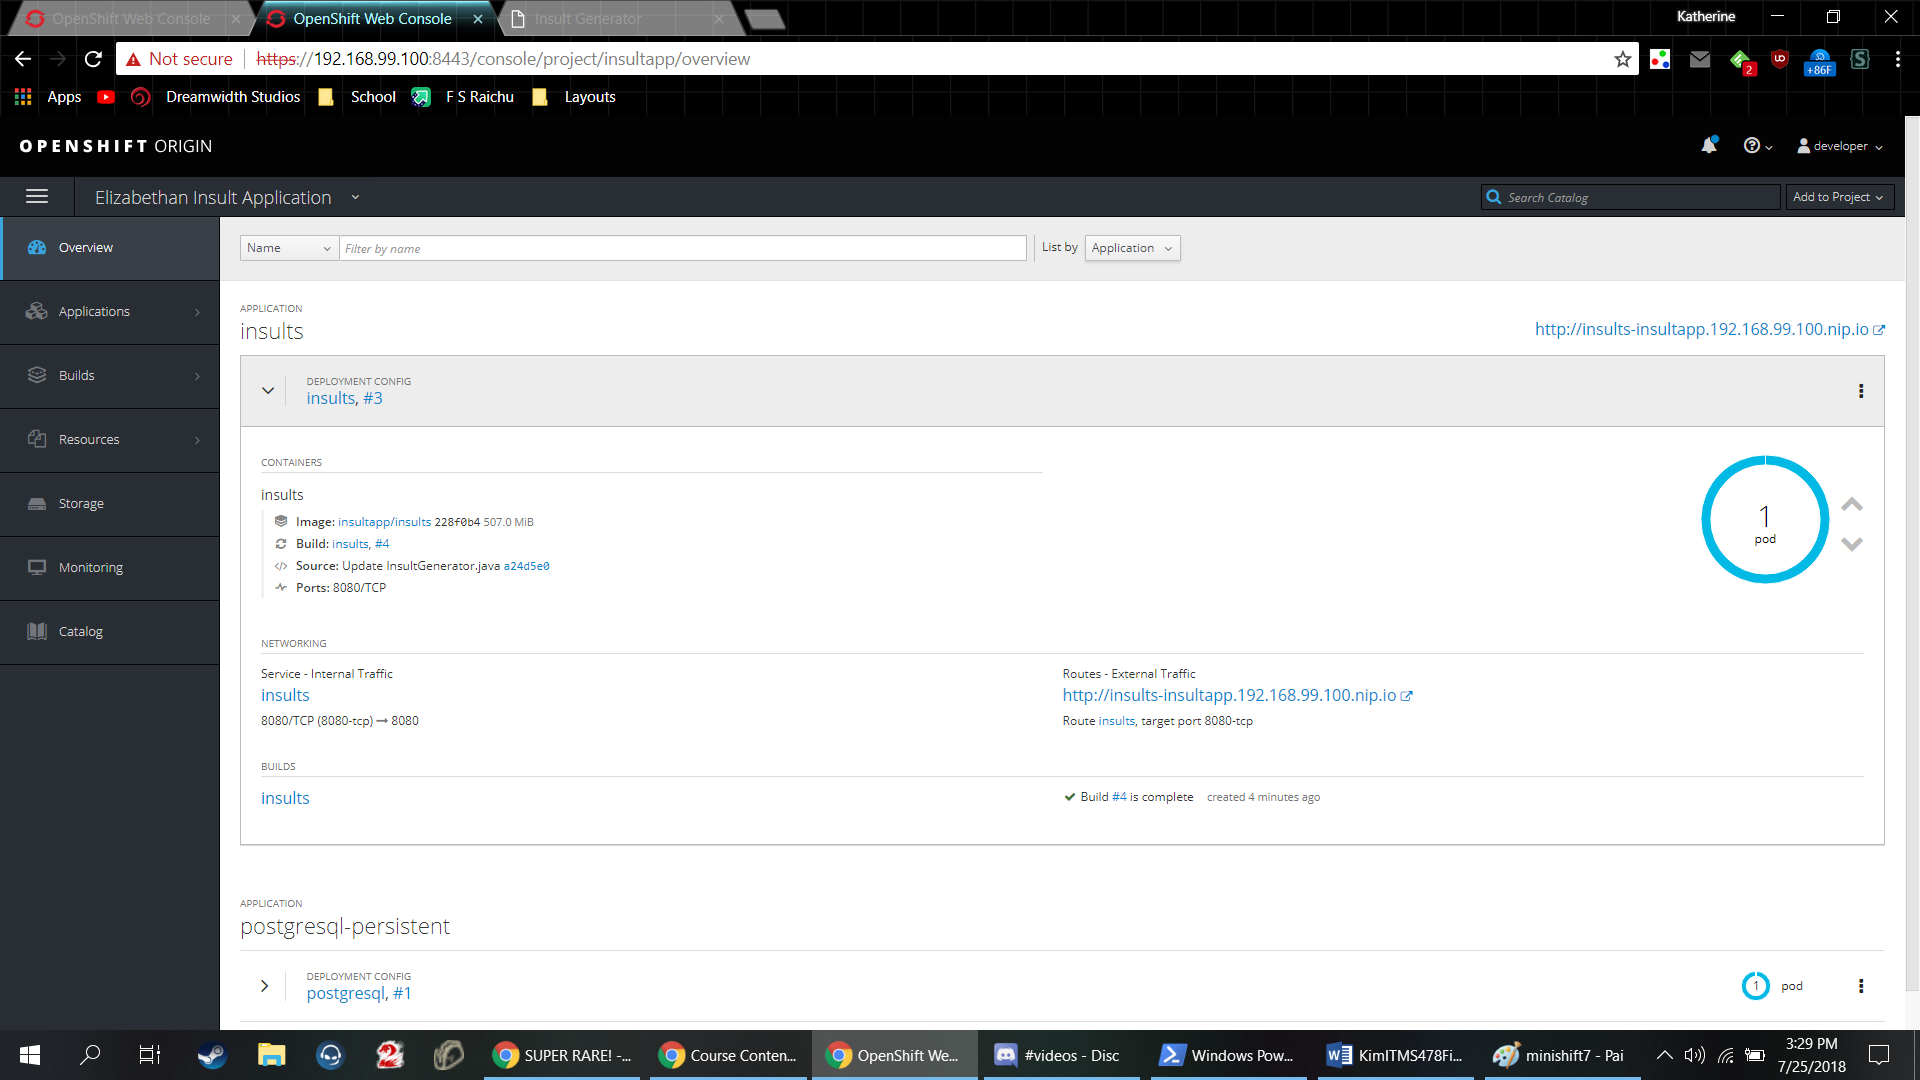 OpenShift Web Console
OpenShift Web Console
Insult Generator
Katherine
Not secure
https://192.168.99.100:8443/console/project/insultapp/overview
2
+86F
Apps
Dreamwidth Studios
School
F S Raichu
Layouts
OPENSHIFT ORIGIN
developer
Elizabethan Insult Application
Search Catalog
Add to Project
Overview
Applications
Builds
Resources
Storage
Monitoring
Catalog
Name
Filter by name
List by
Application
APPLICATION
insults
http://insults-insultapp.192.168.99.100.nip.io
DEPLOYMENT CONFIG
insults, #3
CONTAINERS
insults
Image: insultapp/insults 228f0b4 507.0 MiB
Build: insults, #4
Source: Update InsultGenerator.java a24d5e0
Ports: 8080/TCP
1
pod
NETWORKING
Service - Internal Traffic
insults
8080/TCP (8080-tcp) → 8080
Routes - External Traffic
http://insults-insultapp.192.168.99.100.nip.io
Route insults, target port 8080-tcp
BUILDS
insults
Build #4 is complete created 4 minutes ago
APPLICATION
postgresql-persistent
DEPLOYMENT CONFIG
postgresql, #1
1 pod
SUPER RARE! -...
Course Conten...
OpenShift We...
#videos - Disc
Windows Pow...
KimITMS478Fi...
minishift7 - Pai
3:29 PM
7/25/2018